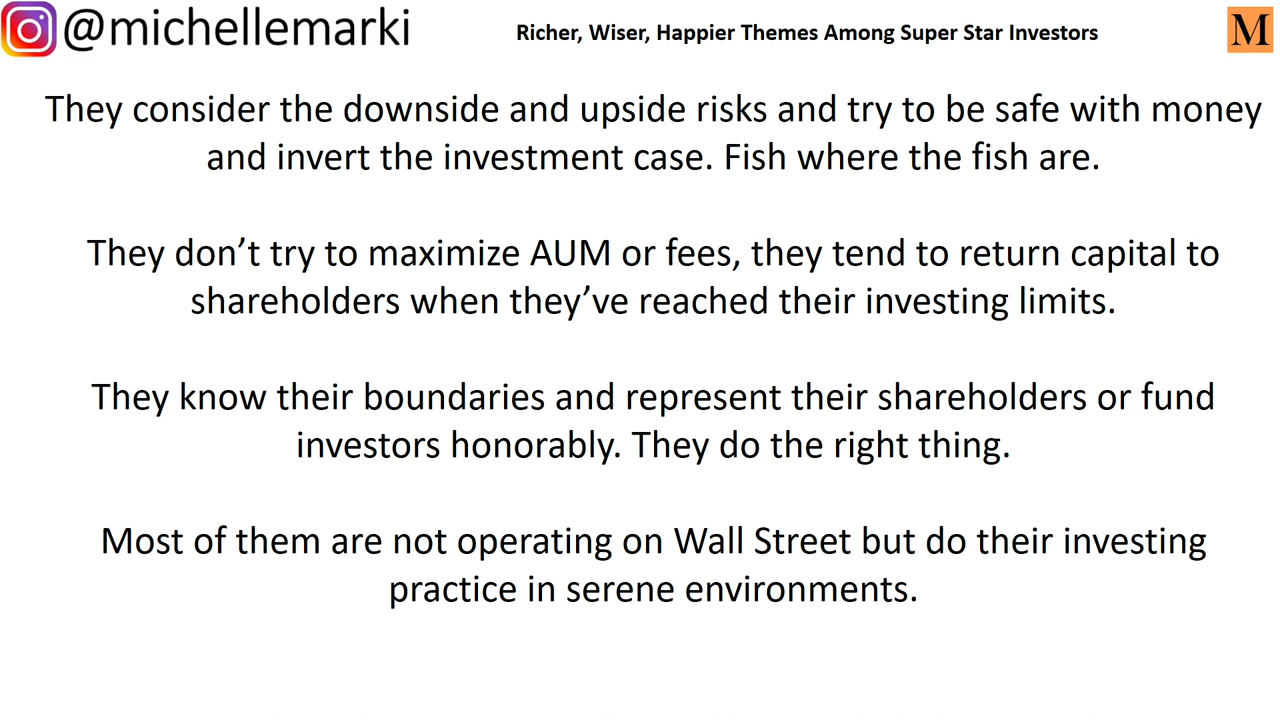 @michellemarki
Richer, Wiser, Happier Themes Among Super Star Investors
M
They consider the downside and upside risks and try to be safe with money
and invert the investment case. Fish where the fish are.
They don’t try to maximize AUM or fees, they tend to return capital to
shareholders when they’ve reached their investing limits.
They know their boundaries and represent their shareholders or fund
investors honorably. They do the right thing.
Most of them are not operating on Wall Street but do their investing
practice in serene environments.